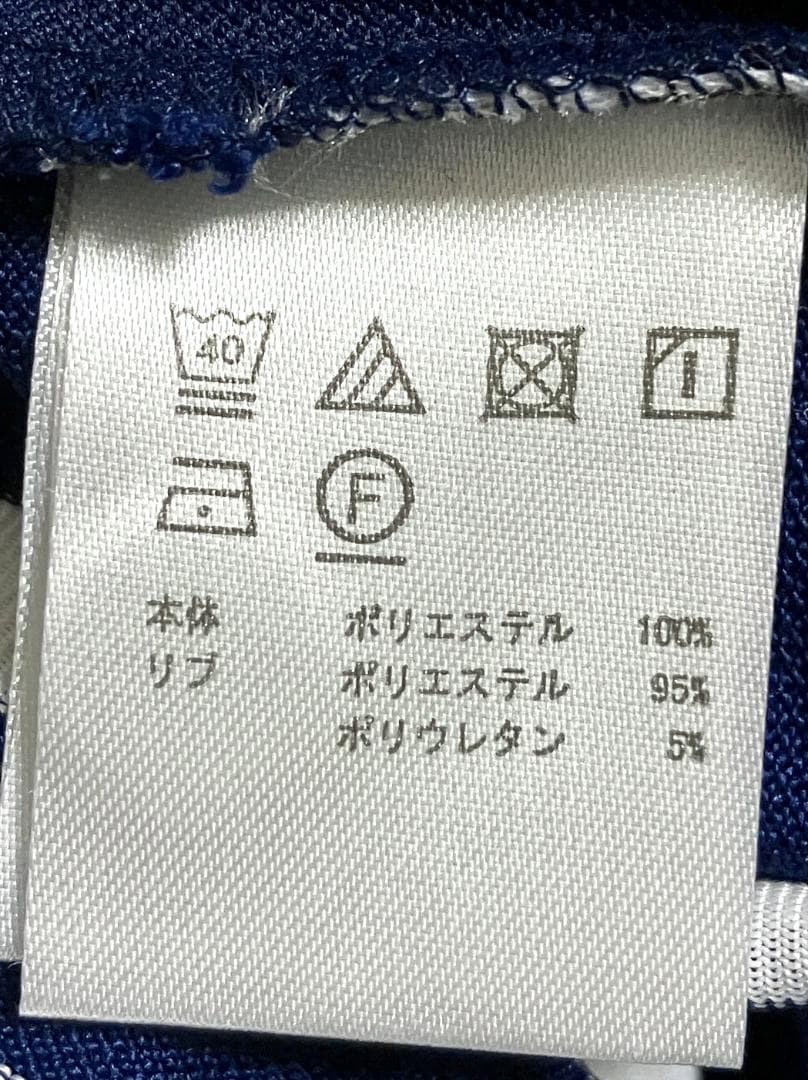 40
F
本体 ポリエステル 100%
リブ ポリエステル 95%
ポリウレタン 5%